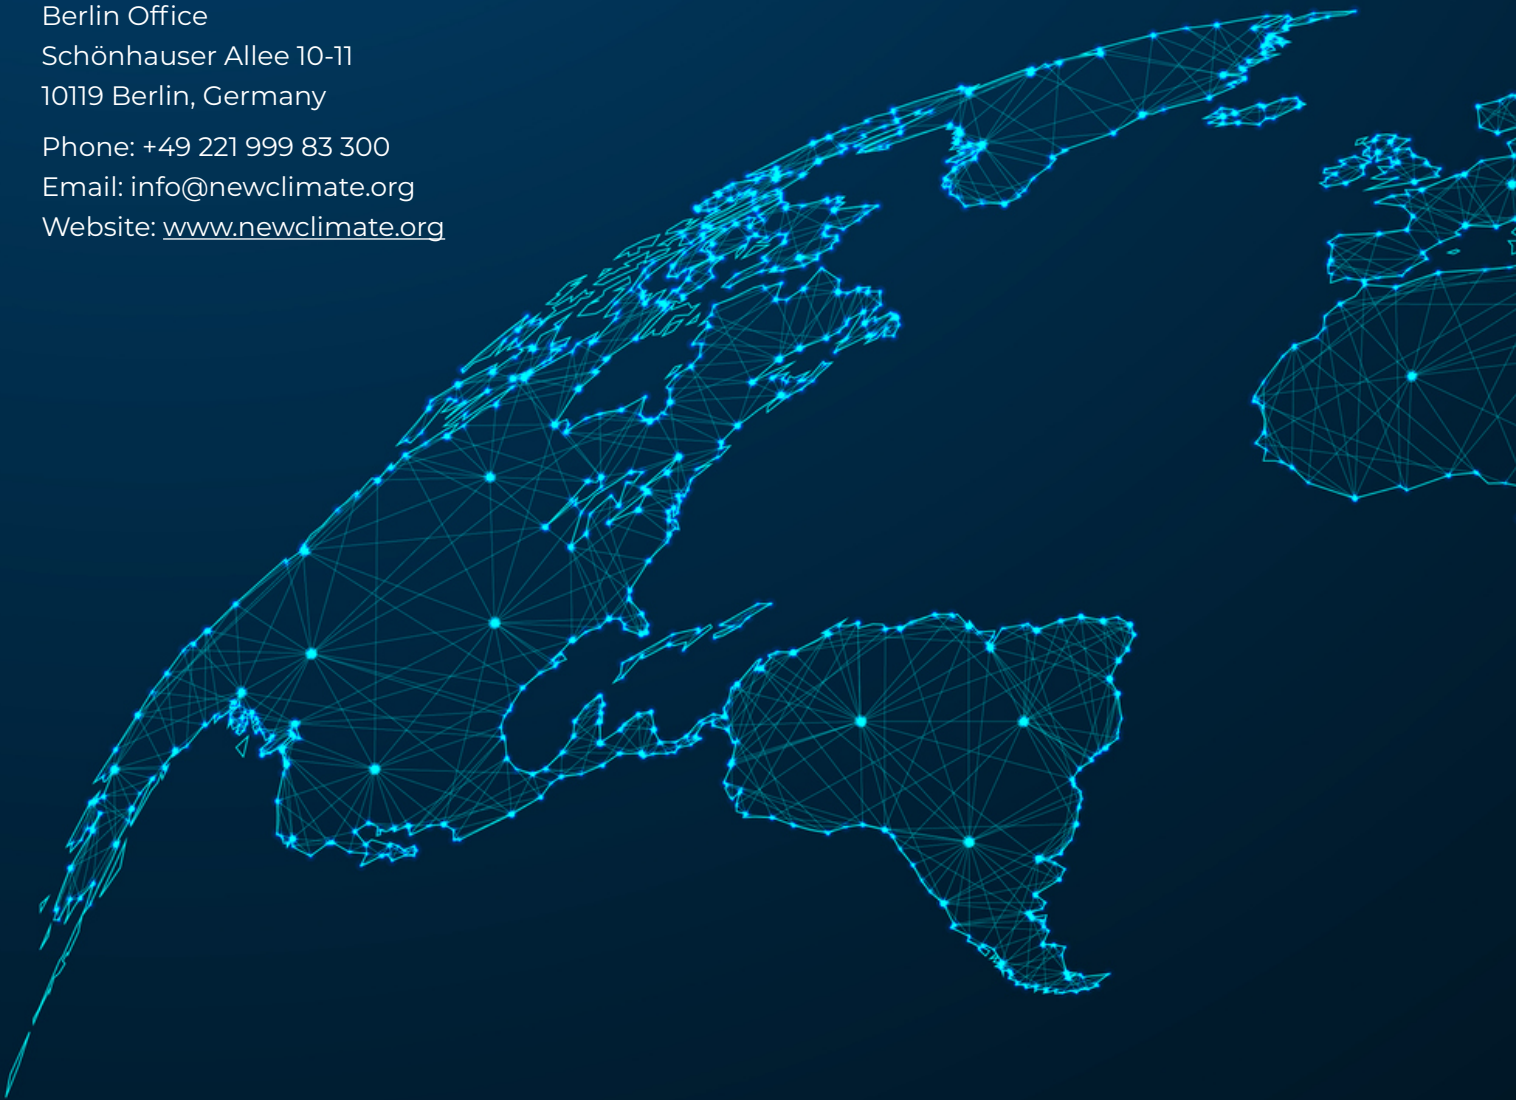 Berlin Office
Schönhauser Allee 10-11
10119 Berlin, Germany
Phone: +49 221 999 83 300
Email: info@newclimate.org
Website: www.newclimate.org